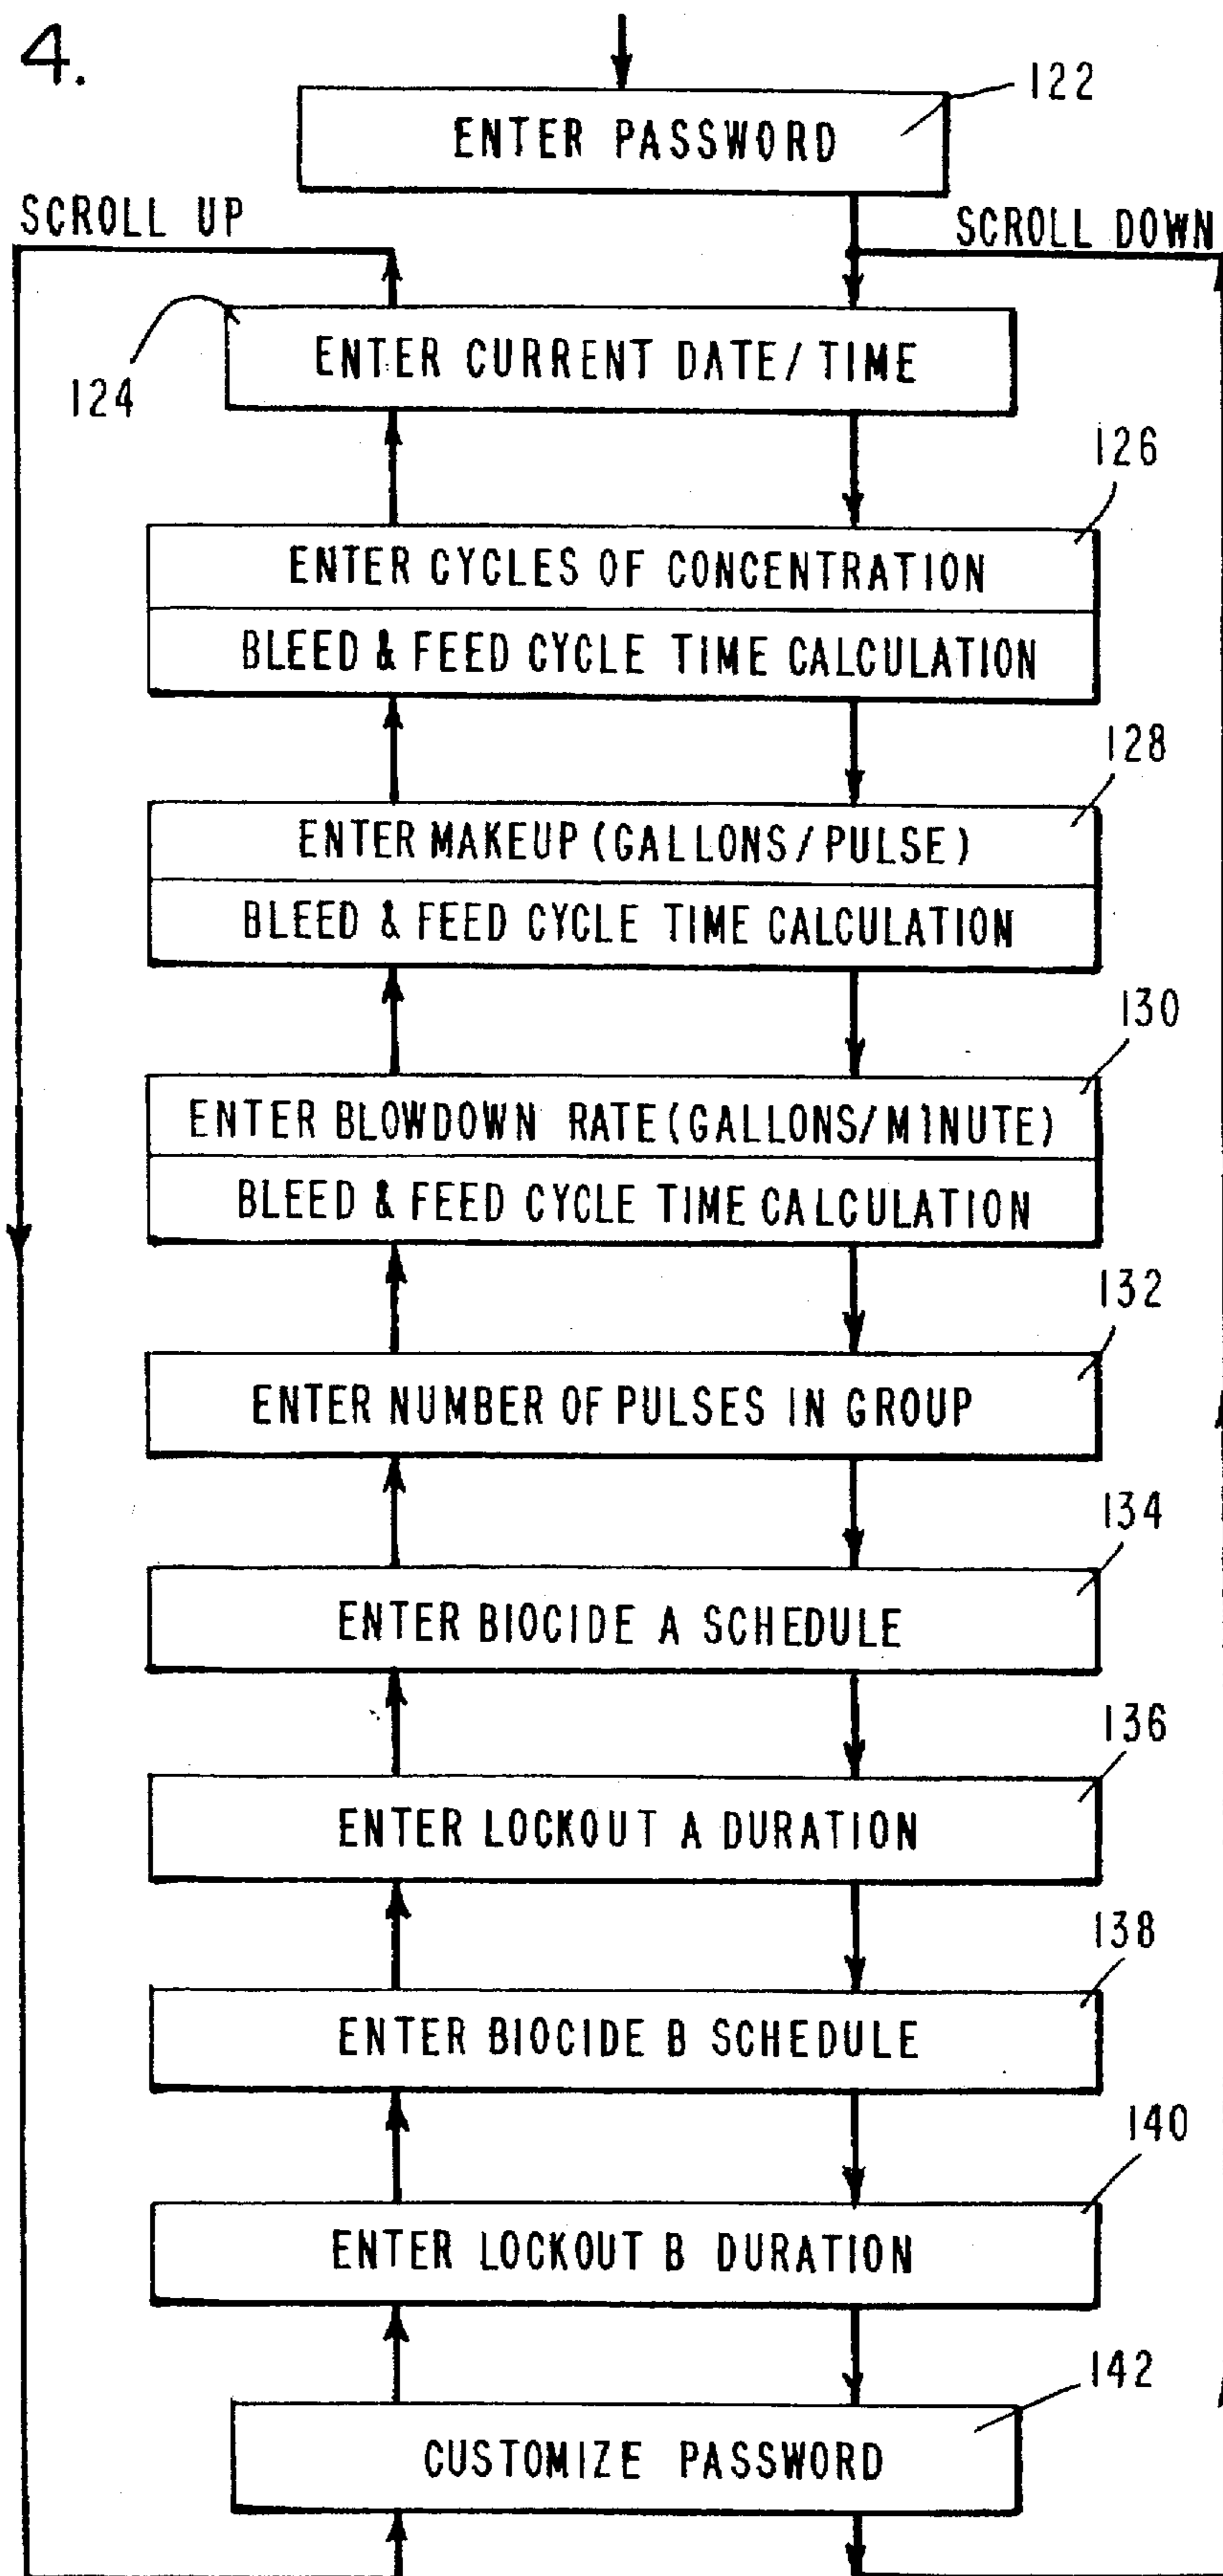 4.
122
ENTER PASSWORD
SCROLL UP
SCROLL DOWN
124
ENTER CURRENT DATE/TIME
126
ENTER CYCLES OF CONCENTRATION
BLEED & FEED CYCLE TIME CALCULATION
128
ENTER MAKEUP (GALLONS/PULSE)
BLEED & FEED CYCLE TIME CALCULATION
130
ENTER BLOWDOWN RATE (GALLONS/MINUTE)
BLEED & FEED CYCLE TIME CALCULATION
132
ENTER NUMBER OF PULSES IN GROUP
134
ENTER BIOCIDE A SCHEDULE
136
ENTER LOCKOUT A DURATION
138
ENTER BIOCIDE B SCHEDULE
140
ENTER LOCKOUT B DURATION
142
CUSTOMIZE PASSWORD